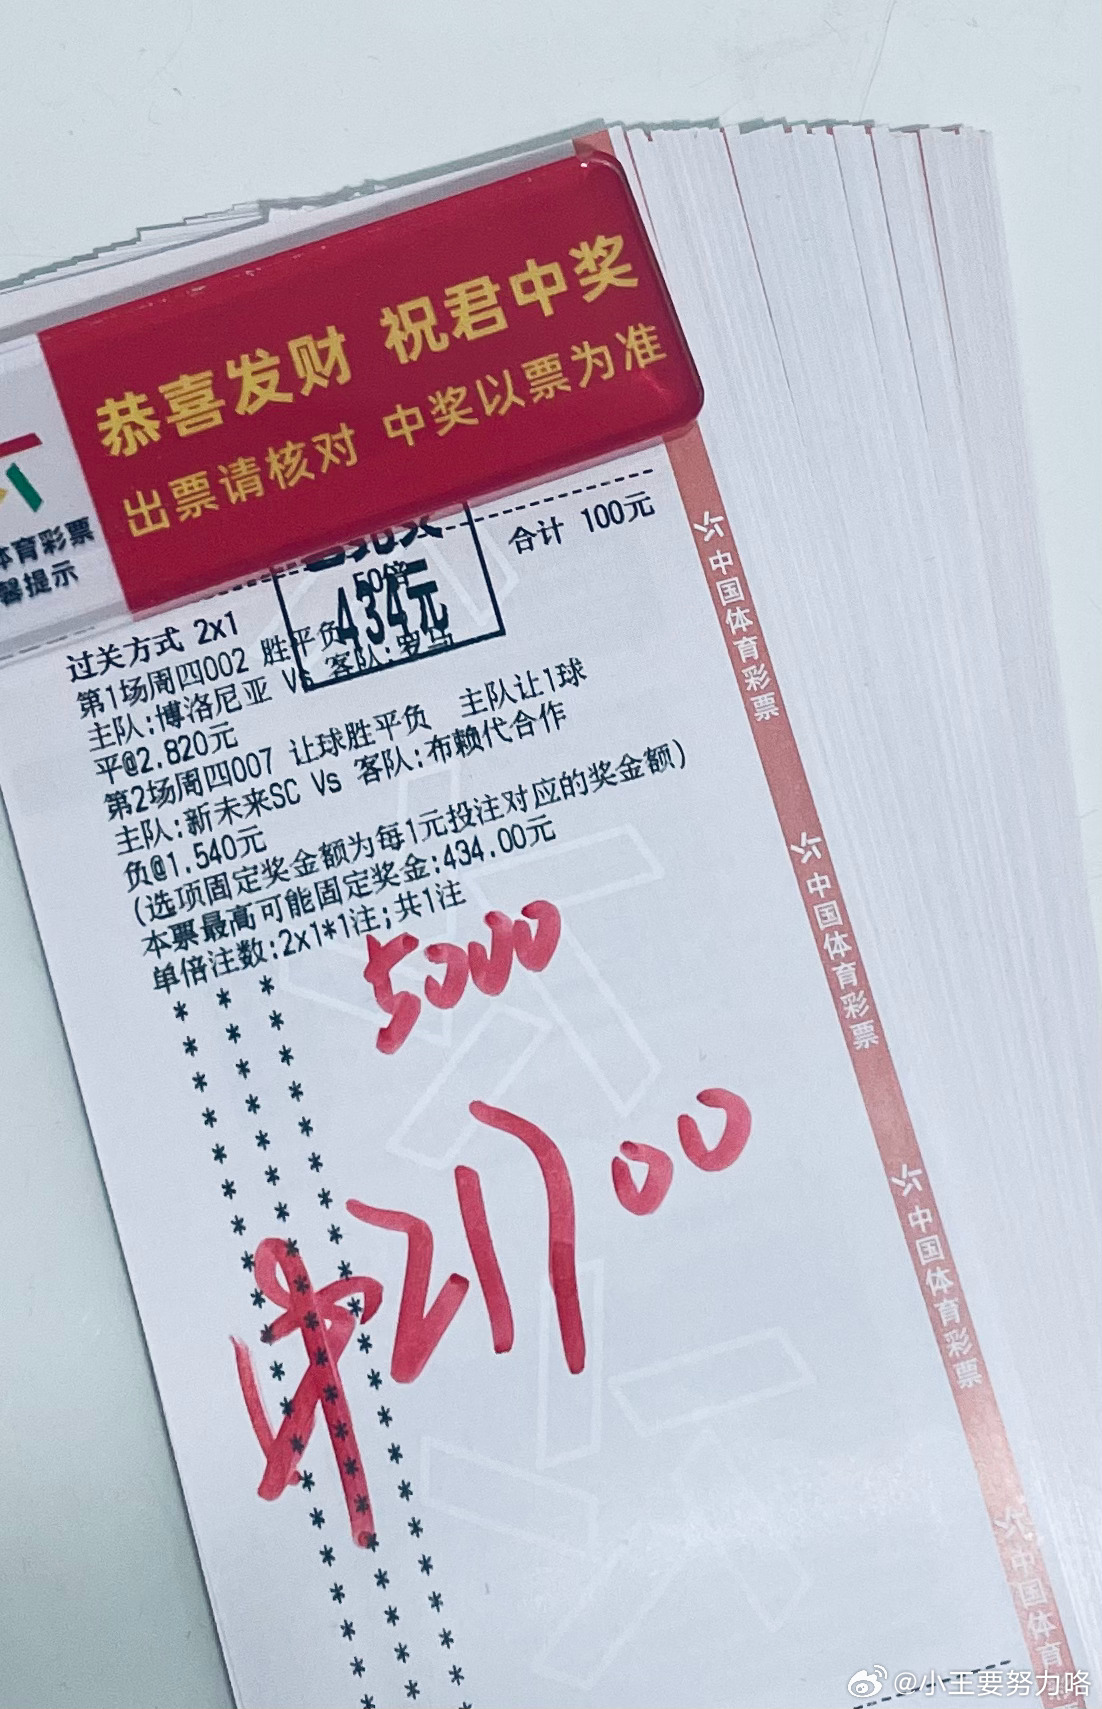 恭喜发财 祝君中奖
出票请核对 中奖以票为准
体育彩票
馨提示
合计 100元
50倍
434元
过关方式 2x1
第1场周四002 胜平负
主队:博洛尼亚 Vs 客队:罗马
平@2.820元
第2场周四007 让球胜平负 主队让1球
主队:新未来SC Vs 客队:布赖代合作
负@1.540元
(选项固定奖金额为每1元投注对应的奖金额)
本票最高可能固定奖金:434.00元
单倍注数:2x1*1注;共1注
5000
中21700
中国体育彩票
中国体育彩票
中国体育彩票
中国体育
@小王要努力咯